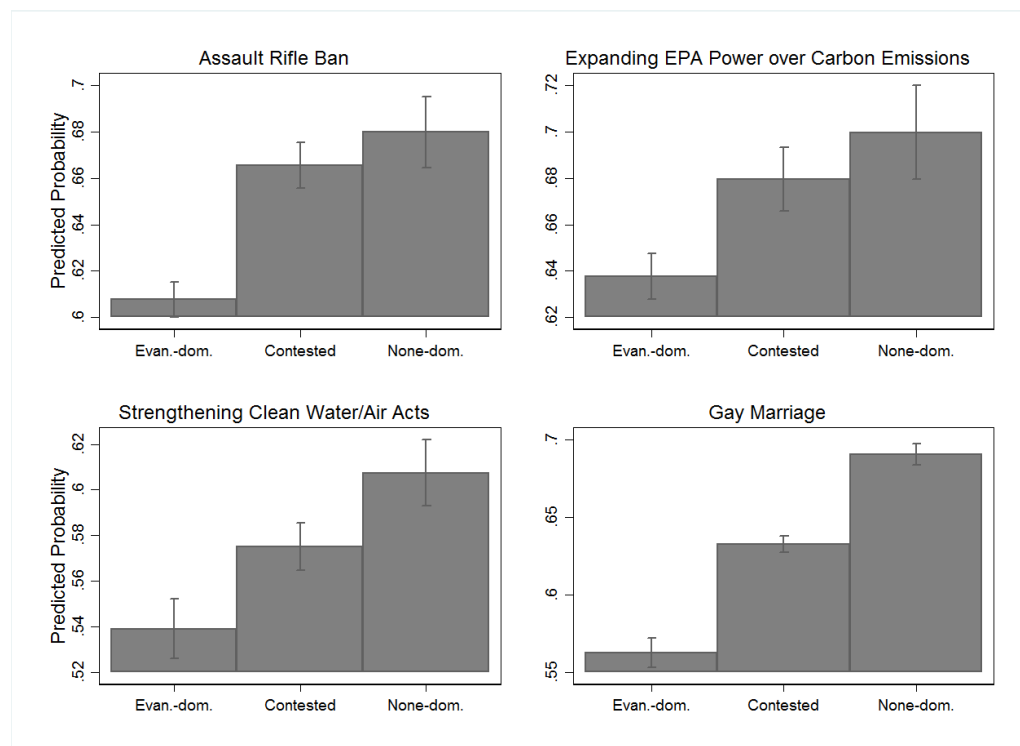 Assault Rifle Ban
Predicted Probability
.7
.68
.66
.64
.62
.6
Evan.-dom. Contested None-dom.
Expanding EPA Power over Carbon Emissions
.72
.7
.68
.66
.64
.62
Evan.-dom. Contested None-dom.
Strengthening Clean Water/Air Acts
Predicted Probability
.62
.6
.58
.56
.54
.52
Evan.-dom. Contested None-dom.
Gay Marriage
.7
.65
.6
.55
Evan.-dom. Contested None-dom.